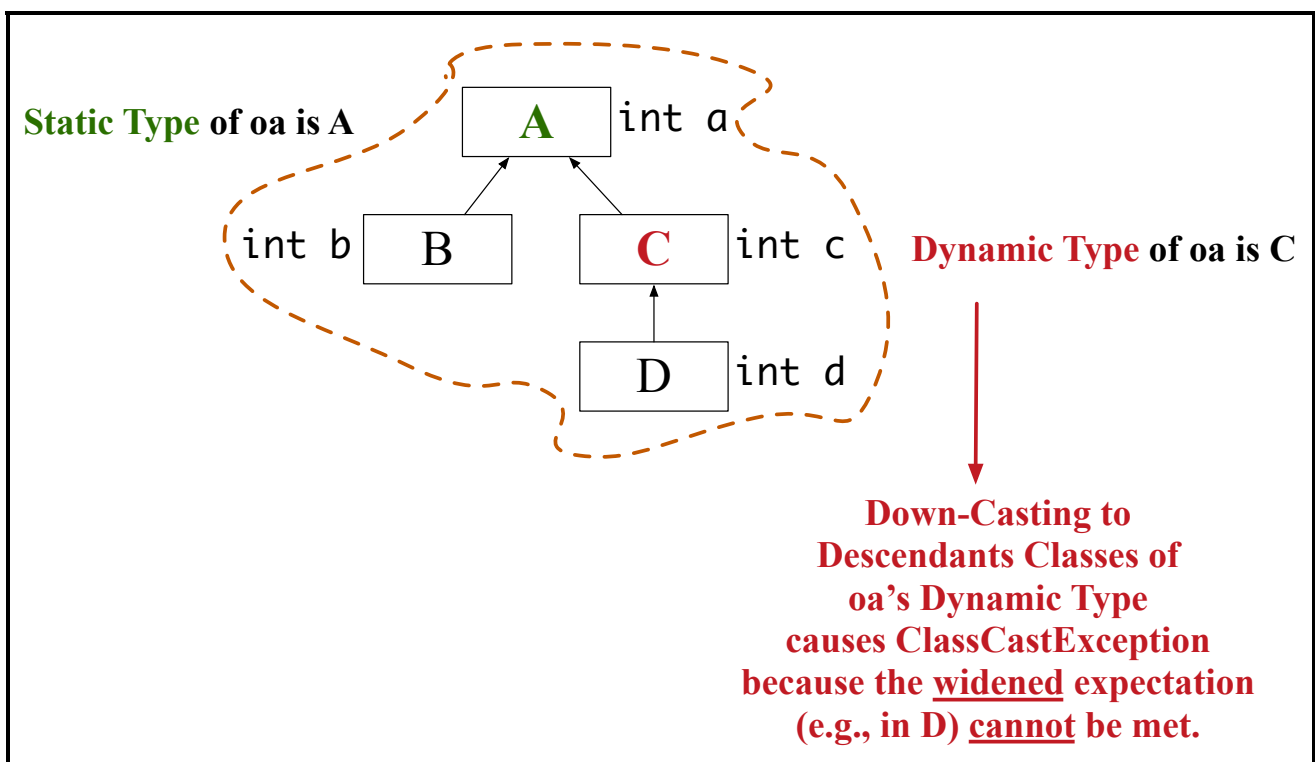 Static Type of oa is A
A
int a
int b
B
C
int c
Dynamic Type of oa is C
D
int d
Down-Casting to
Descendants Classes of
oa’s Dynamic Type
causes ClassCastException
because the widened expectation
(e.g., in D) cannot be met.